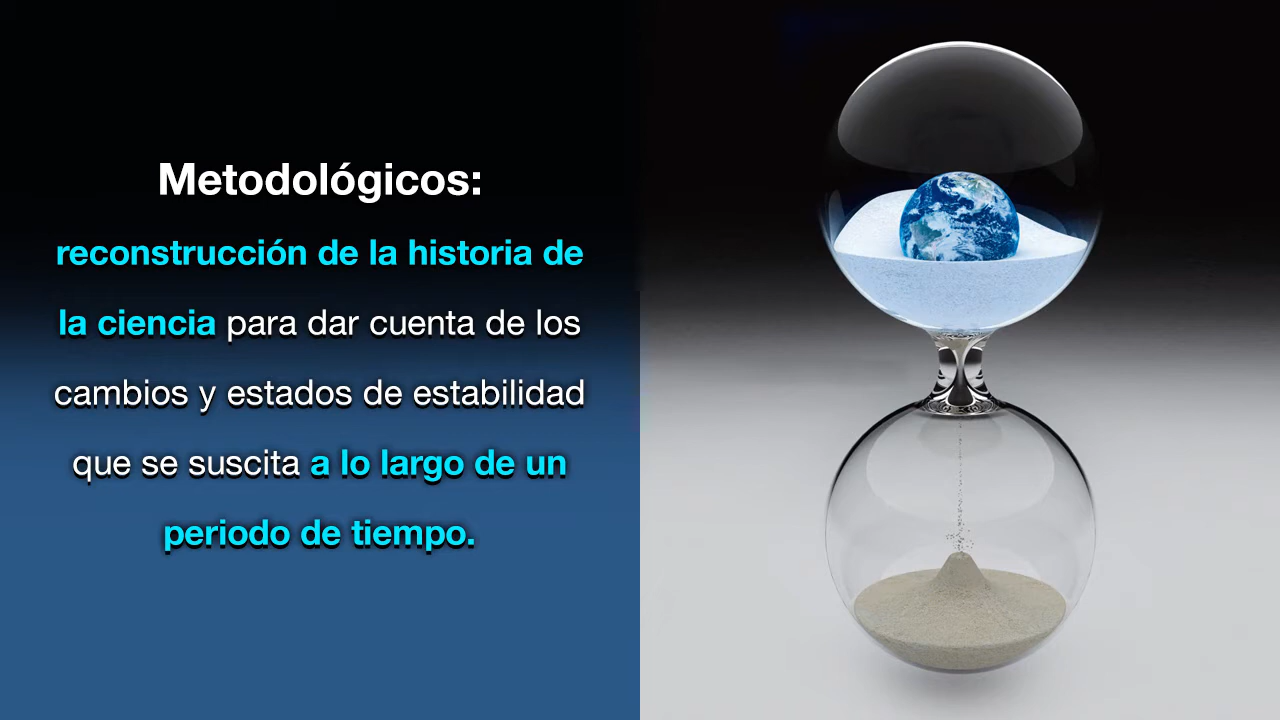 Metodológicos:
reconstrucción de la historia de
la ciencia para dar cuenta de los
cambios y estados de estabilidad
que se suscita a lo largo de un
periodo de tiempo.